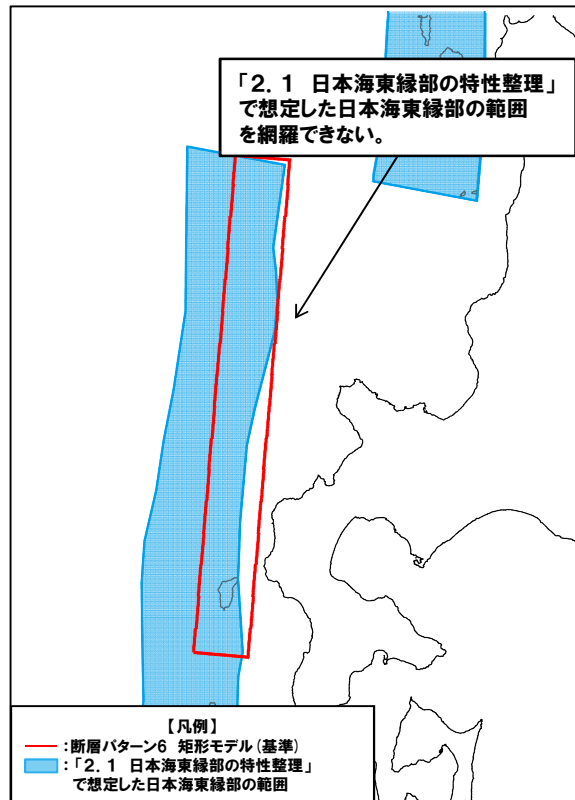 「2.1 日本海東縁部の特性整理」
で想定した日本海東縁部の範囲
を網羅できない。
【凡例】
:断層パターン6 矩形モデル(基準)
:「2.1 日本海東縁部の特性整理」
で想定した日本海東縁部の範囲